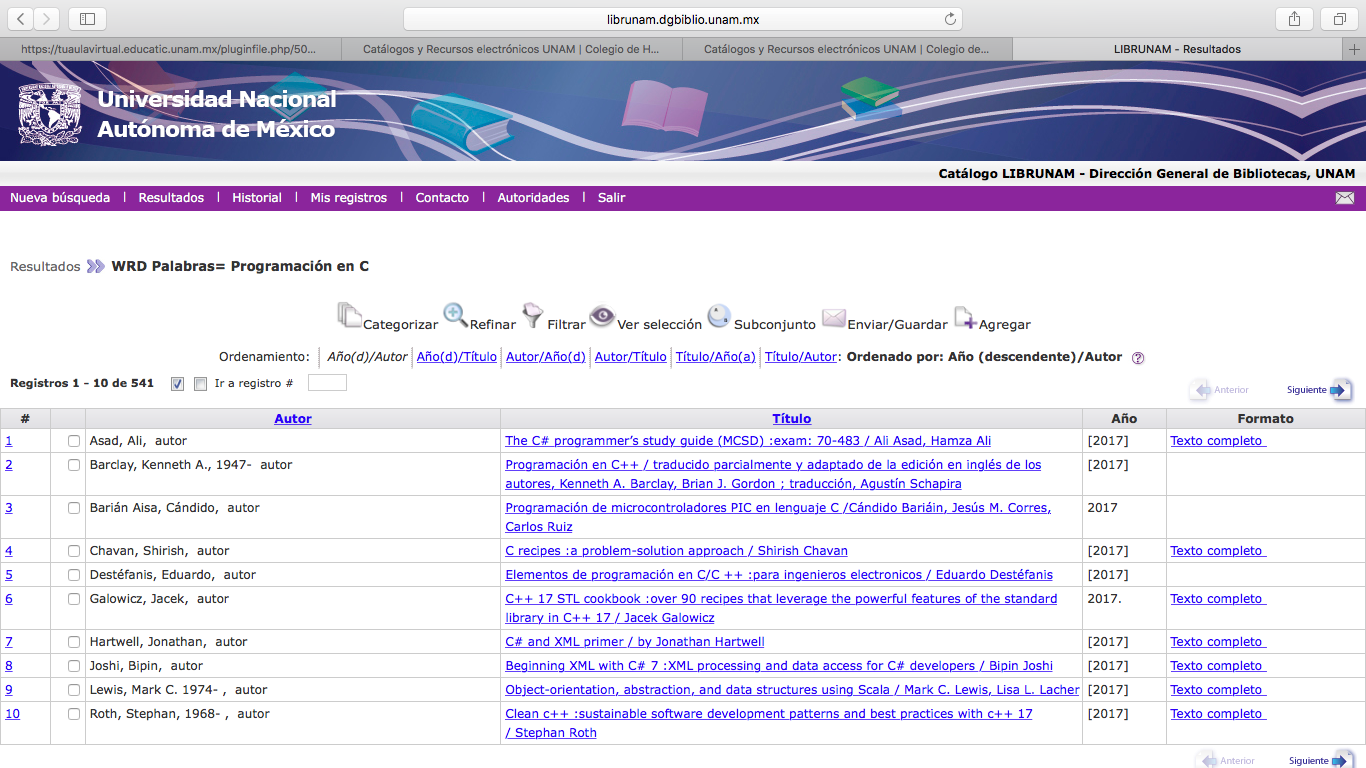 librunam.dgbiblio.unam.mx
https://tuaulavirtual.educatic.unam.mx/pluginfile.php/50...
Catálogos y Recursos electrónicos UNAM | Colegio de H...
Catálogos y Recursos electrónicos UNAM | Colegio de...
LIBRUNAM - Resultados
Universidad Nacional
Autónoma de México
Catálogo LIBRUNAM - Dirección General de Bibliotecas, UNAM
Nueva búsqueda | Resultados | Historial | Mis registros | Contacto | Autoridades | Salir
Resultados WRD Palabras= Programación en C
Categorizar Refinar Filtrar Ver selección Subconjunto Enviar/Guardar Agregar
Ordenamiento: Año(d)/Autor Año(d)/Título Autor/Año(d) Autor/Título Título/Año(a) Título/Autor: Ordenado por: Año (descendente)/Autor ?
Registros 1 - 10 de 541 Ir a registro #
Anterior Siguiente
# Autor Título Año Formato
1 Asad, Ali, autor The C# programmer's study guide (MCSD) :exam: 70-483 / Ali Asad, Hamza Ali [2017] Texto completo
2 Barclay, Kenneth A., 1947- autor Programación en C++ / traducido parcialmente y adaptado de la edición en inglés de los [2017]
autores, Kenneth A. Barclay, Brian J. Gordon ; traducción, Agustín Schapira
3 Barián Aisa, Cándido, autor Programación de microcontroladores PIC en lenguaje C /Cándido Bariáin, Jesús M. Corres, 2017
Carlos Ruiz
4 Chavan, Shirish, autor C recipes :a problem-solution approach / Shirish Chavan [2017] Texto completo
5 Destéfanis, Eduardo, autor Elementos de programación en C/C ++ :para ingenieros electronicos / Eduardo Destéfanis [2017]
6 Galowicz, Jacek, autor C++ 17 STL cookbook :over 90 recipes that leverage the powerful features of the standard 2017. Texto completo
library in C++ 17 / Jacek Galowicz
7 Hartwell, Jonathan, autor C# and XML primer / by Jonathan Hartwell [2017] Texto completo
8 Joshi, Bipin, autor Beginning XML with C# 7 :XML processing and data access for C# developers / Bipin Joshi [2017] Texto completo
9 Lewis, Mark C. 1974- , autor Object-orientation, abstraction, and data structures using Scala / Mark C. Lewis, Lisa L. Lacher [2017] Texto completo
10 Roth, Stephan, 1968- , autor Clean c++ :sustainable software development patterns and best practices with c++ 17 [2017] Texto completo
/ Stephan Roth
Anterior Siguiente